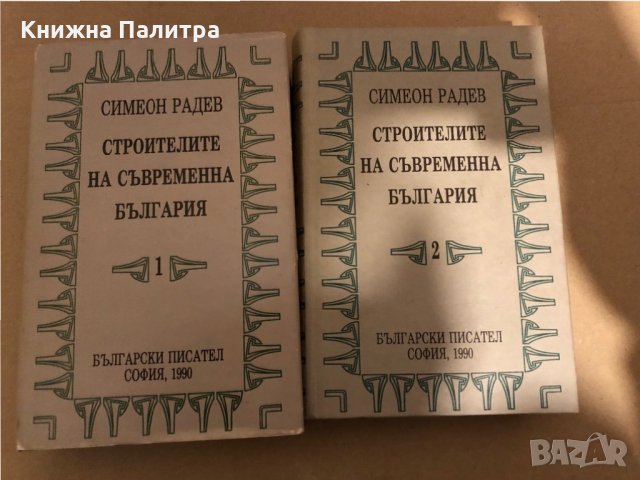 Книжна Палитра
СИМЕОН РАДЕВ
СТРОИТЕЛИТЕ
НА СЪВРЕМЕННА
БЪЛГАРИЯ
1
БЪЛГАРСКИ ПИСАТЕЛ
СОФИЯ, 1990
СИМЕОН РАДЕВ
СТРОИТЕЛИТЕ
НА СЪВРЕМЕННА
БЪЛГАРИЯ
2
БЪЛГАРСКИ ПИСАТЕЛ
СОФИЯ, 1990
BAZAR